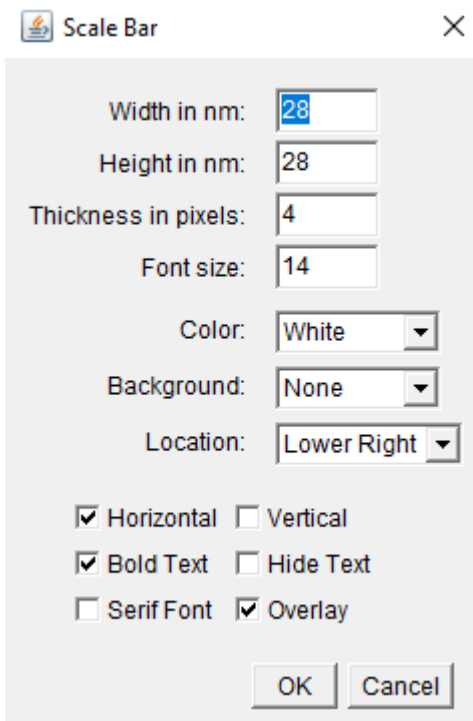 Scale Bar
Width in nm: 28
Height in nm: 28
Thickness in pixels: 4
Font size: 14
Color: White
Background: None
Location: Lower Right
Horizontal Vertical
Bold Text Hide Text
Serif Font Overlay
OK Cancel